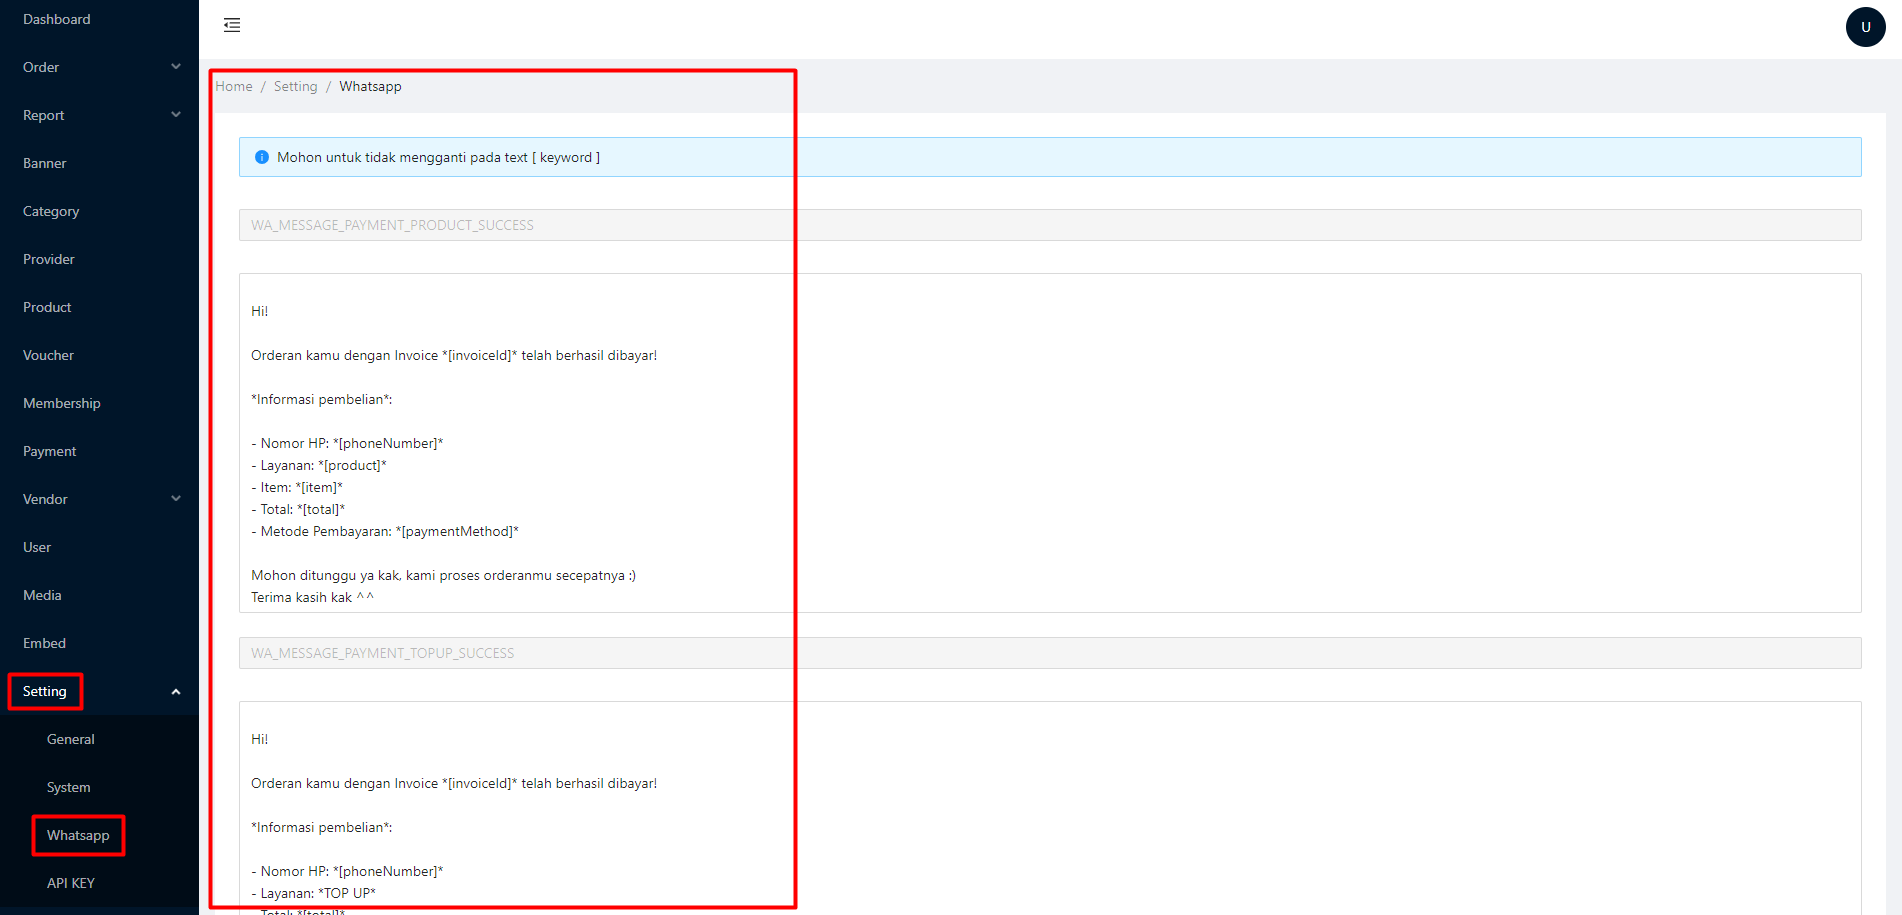 Dashboard
Order
Report
Banner
Category
Provider
Product
Voucher
Membership
Payment
Vendor
User
Media
Embed
Setting
General
System
Whatsapp
API KEY
U
Home / Setting / Whatsapp
Mohon untuk tidak mengganti pada text [ keyword ]
WA_MESSAGE_PAYMENT_PRODUCT_SUCCESS
Hi!
Orderan kamu dengan Invoice *[invoiceId]* telah berhasil dibayar!
*Informasi pembelian*:
- Nomor HP: *[phoneNumber]*
- Layanan: *[product]*
- Item: *[item]*
- Total: *[total]*
- Metode Pembayaran: *[paymentMethod]*
Mohon ditunggu ya kak, kami proses orderanmu secepatnya :)
Terima kasih kak ^^
WA_MESSAGE_PAYMENT_TOPUP_SUCCESS
Hi!
Orderan kamu dengan Invoice *[invoiceId]* telah berhasil dibayar!
*Informasi pembelian*:
- Nomor HP: *[phoneNumber]*
- Layanan: *TOP UP*
- Total: *[total]*